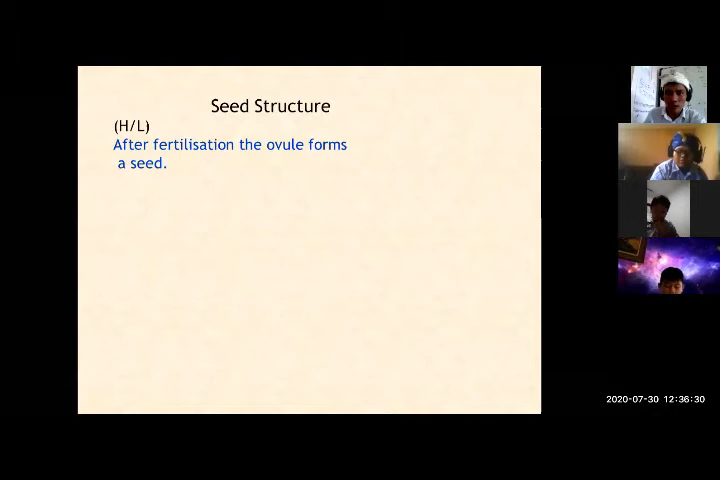 Seed Structure
(H/L)
After fertilisation the ovule forms
a seed.
2020-07-30 12:36:30